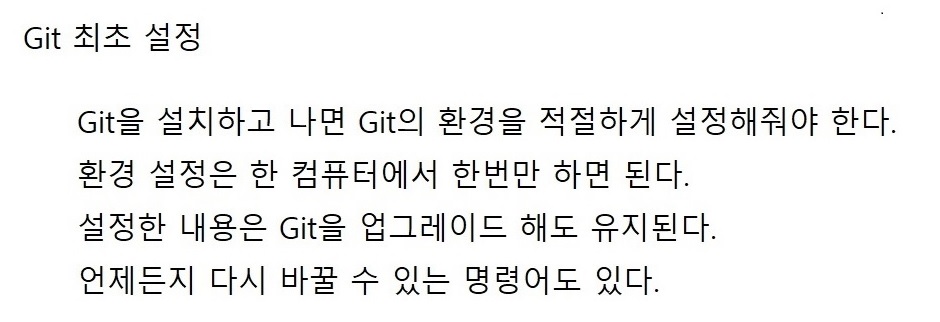 Git 최초 설정
Git을 설치하고 나면 Git의 환경을 적절하게 설정해줘야 한다.
환경 설정은 한 컴퓨터에서 한번만 하면 된다.
설정한 내용은 Git을 업그레이드 해도 유지된다.
언제든지 다시 바꿀 수 있는 명령어도 있다.